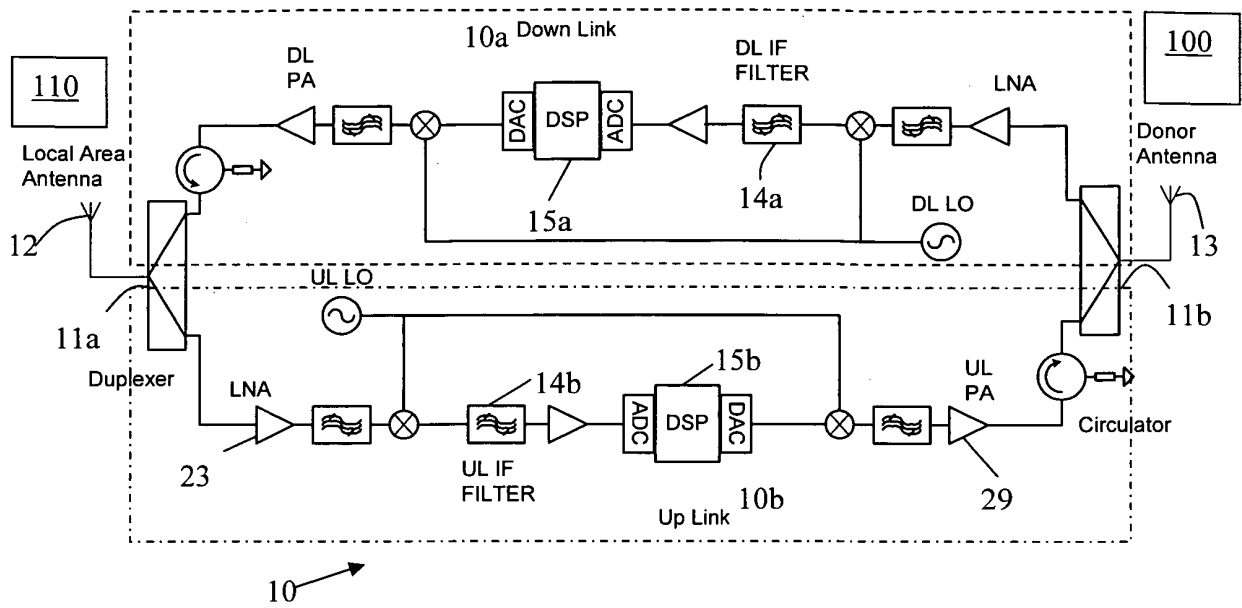 10a Down Link
100
110
DL
PA
DL IF
FILTER
LNA
DAC
DSP
ADC
Donor
Antenna
Local Area
Antenna
12
15a
14a
DL LO
13
UL LO
11a
11b
Duplexer
LNA
14b
15b
UL
PA
ADC
DSP
DAC
Circulator
23
UL IF
FILTER
10b
29
Up Link
10